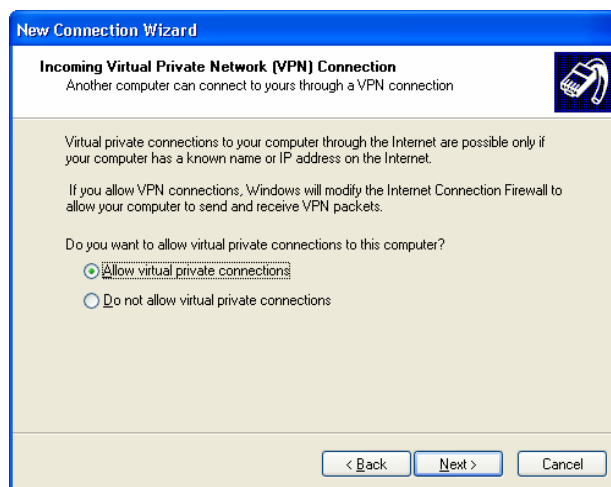 New Connection Wizard
Incoming Virtual Private Network (VPN) Connection
Another computer can connect to yours through a VPN connection
Virtual private connections to your computer through the Internet are possible only if
your computer has a known name or IP address on the Internet.
If you allow VPN connections, Windows will modify the Internet Connection Firewall to
allow your computer to send and receive VPN packets.
Do you want to allow virtual private connections to this computer?
Allow virtual private connections
Do not allow virtual private connections
< Back Next > Cancel